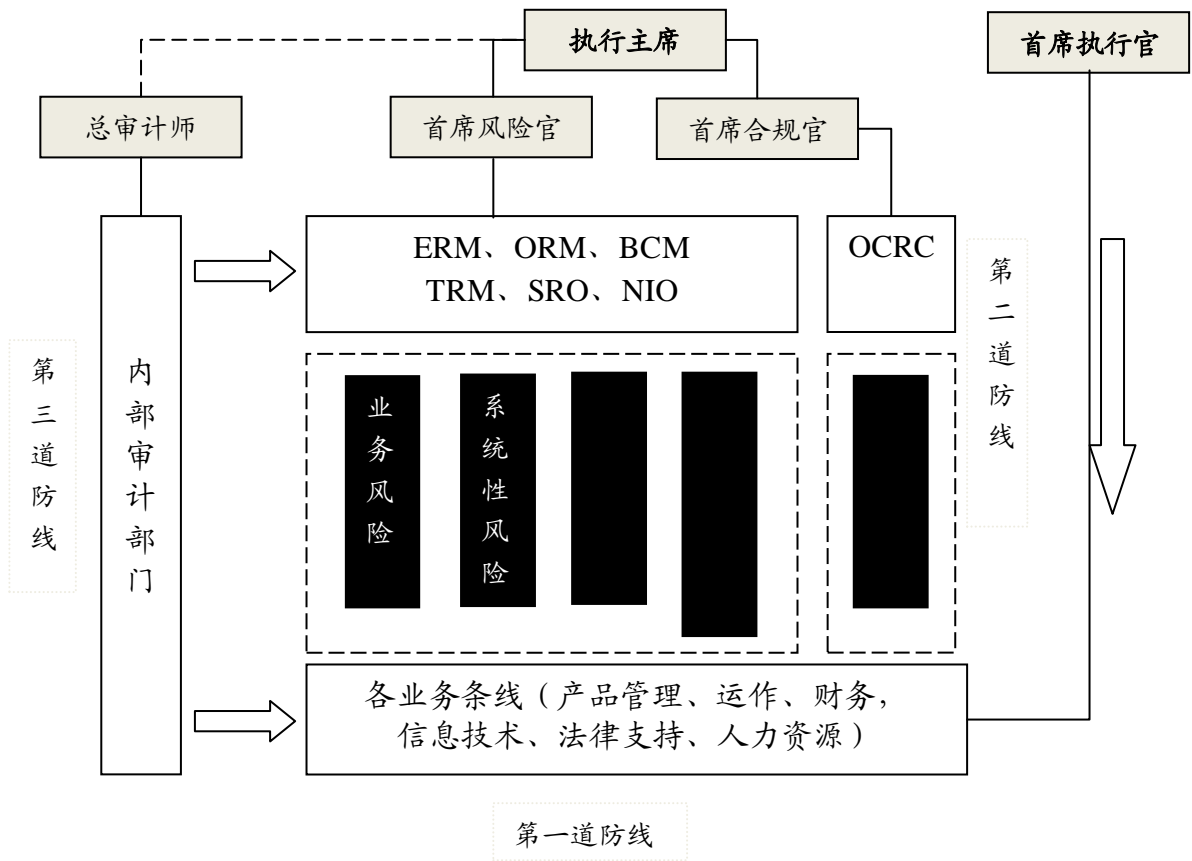 执行主席
首席执行官
总审计师
首席风险官
首席合规官
ERM、ORM、BCM
TRM、SRO、NIO
OCRC
第二道防线
第三道防线
内部审计部门
业务风险
系统性风险
各业务条线（产品管理、运作、财务，
信息技术、法律支持、人力资源）
第一道防线